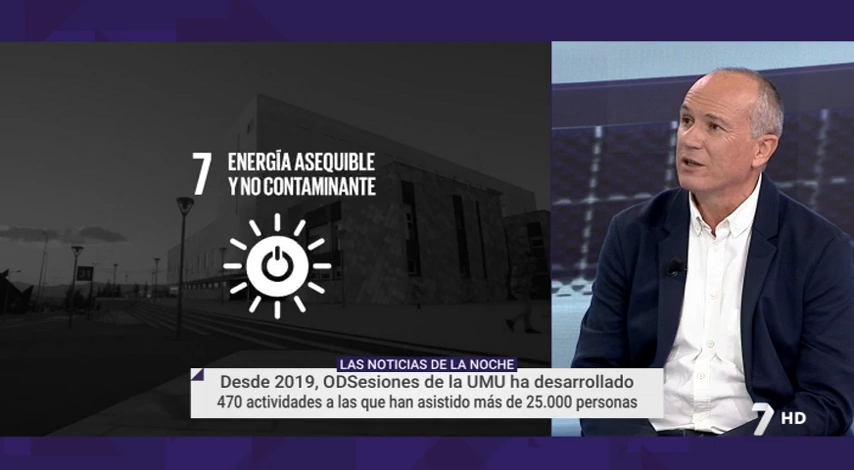 7 ENERGÍA ASEQUIBLE
Y NO CONTAMINANTE
LAS NOTICIAS DE LA NOCHE
Desde 2019, ODSesiones de la UMU ha desarrollado
470 actividades a las que han asistido más de 25.000 personas
7 HD